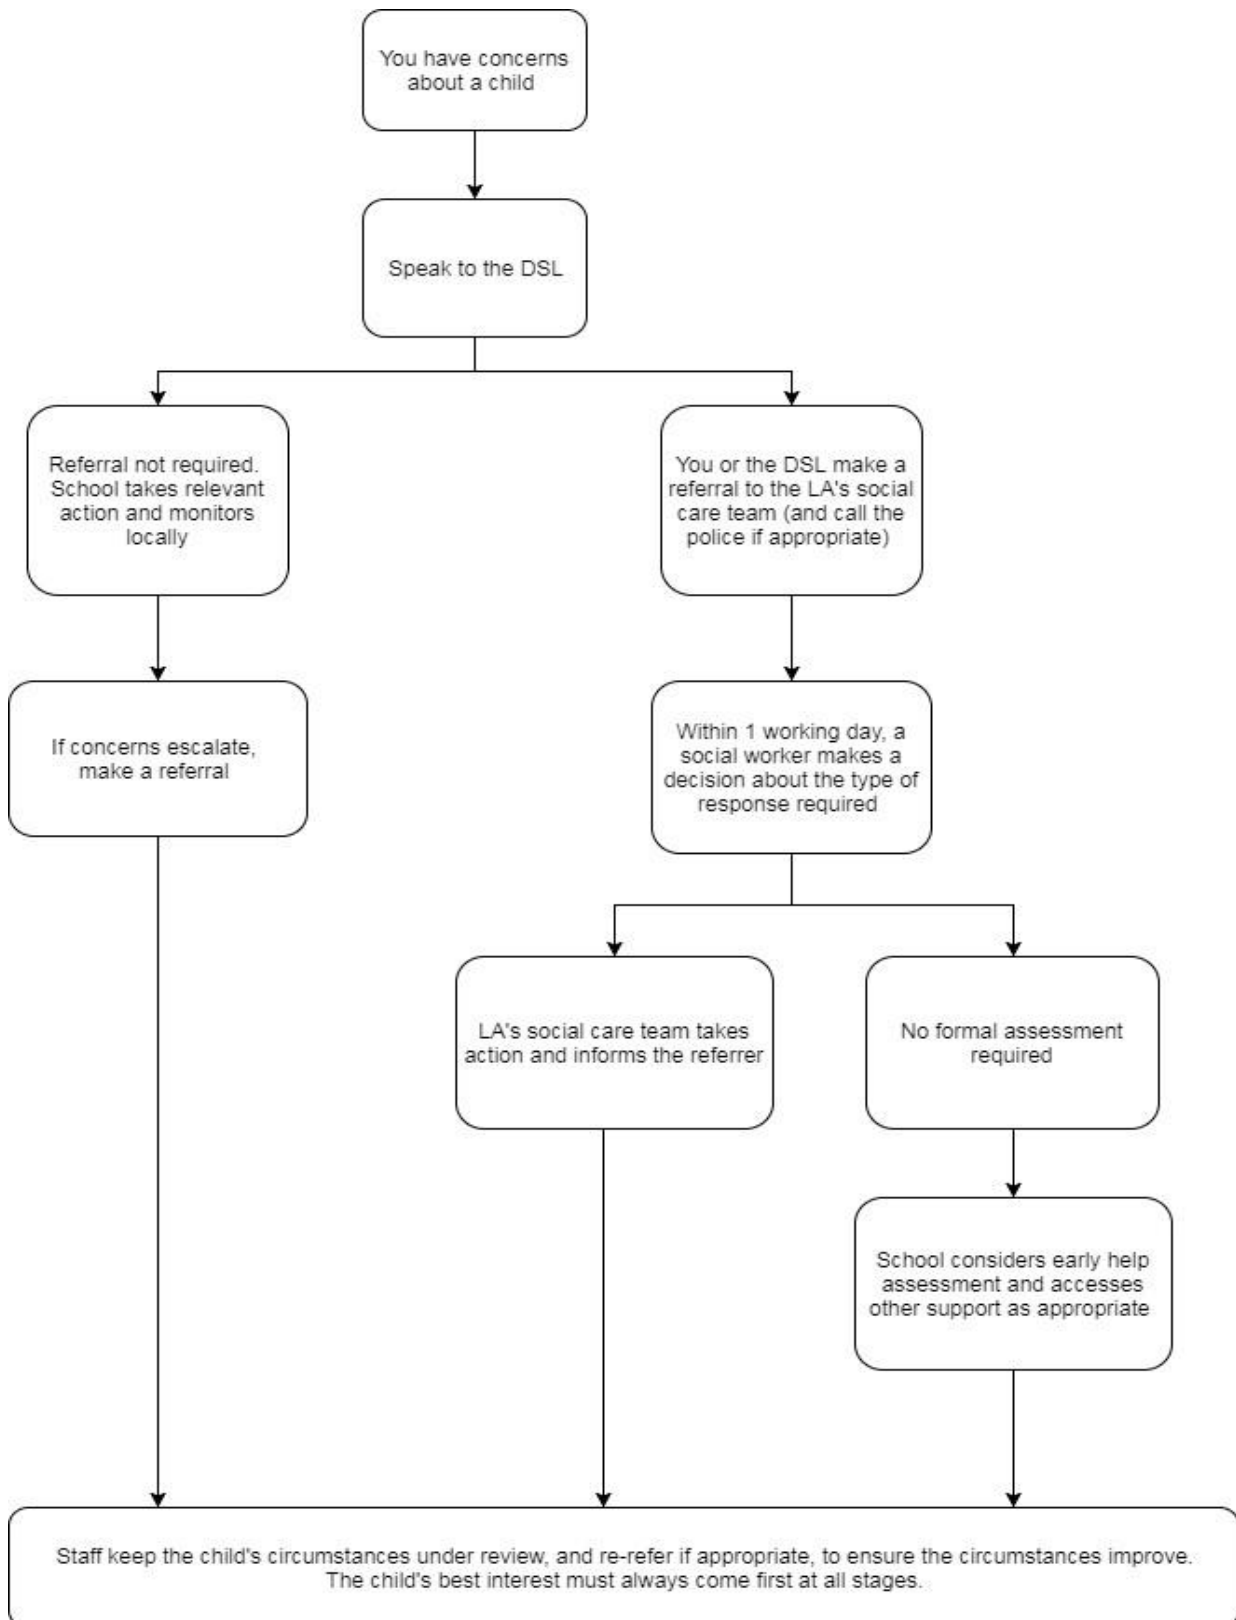 You have concerns
about a child
Speak to the DSL
Referral not required.
School takes relevant
action and monitors
locally
You or the DSL make a
referral to the LA's social
care team (and call the
police if appropriate)
If concerns escalate,
make a referral
Within 1 working day, a
social worker makes a
decision about the type of
response required
LA's social care team takes
action and informs the referrer
No formal assessment
required
School considers early help
assessment and accesses
other support as appropriate
Staff keep the child's circumstances under review, and re-refer if appropriate, to ensure the circumstances improve.
The child's best interest must always come first at all stages.